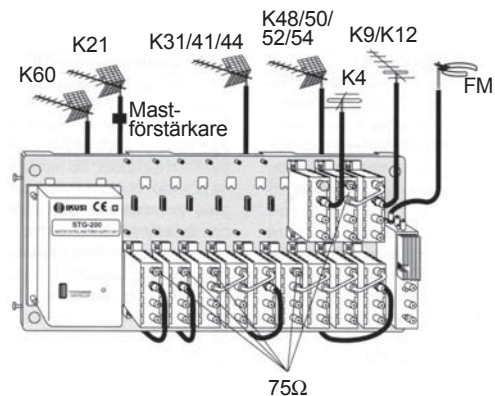 K60
K21
K31/41/44
K48/50/
52/54
K9/K12
K4
FM
Mast-
förstärkare
IKUSI CE
STG-200
75Ω